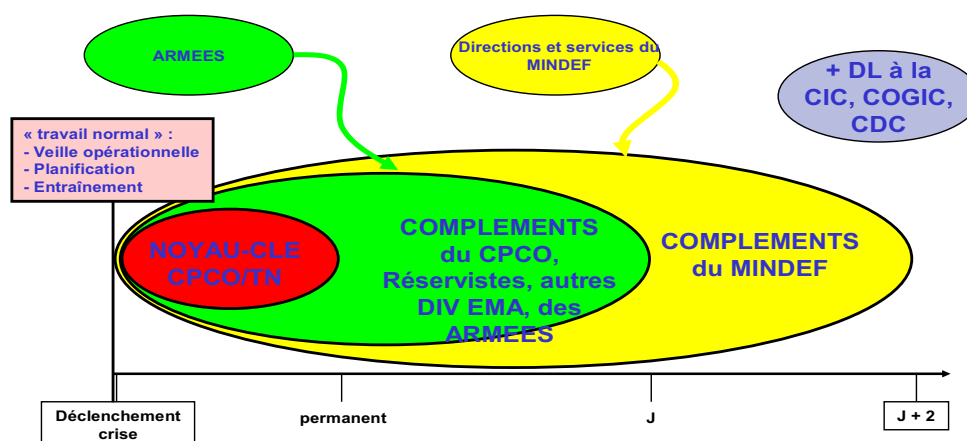 ARMEES
Directions et services du
MINDEF
+ DL à la
CIC, COGIC,
CDC
« travail normal » :
- Veille opérationnelle
- Planification
- Entraînement
NOYAU-CLE
CPCO/TN
COMPLEMENTS
du CPCO,
Réservistes, autres
DIV EMA, des
ARMEES
COMPLEMENTS
du MINDEF
Déclenchement
crise
permanent
J
J + 2